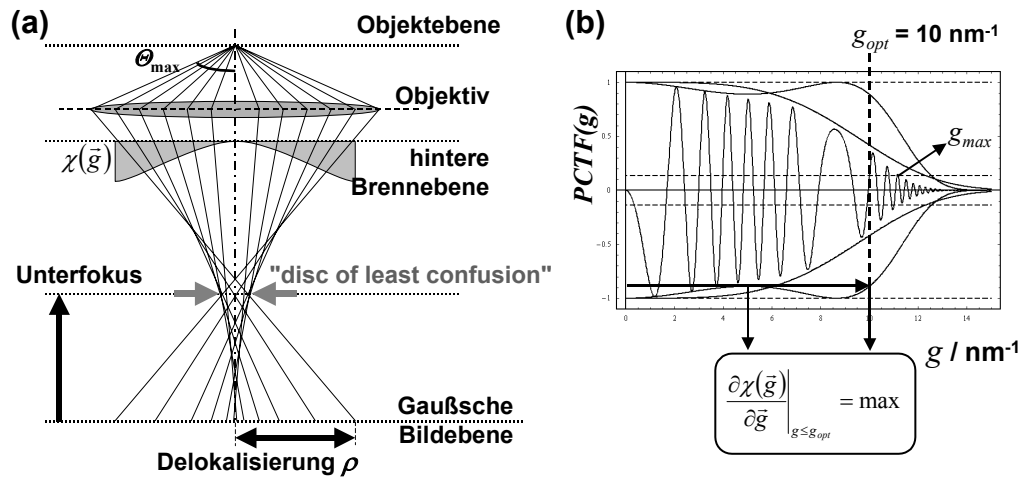 (a)
Objektebene
Θmax
Objektiv
χ(g⃗)
hintere
Brennebene
Unterfokus
"disc of least confusion"
Gaußsche
Bildebene
Delokalisierung ρ
(b)
gopt = 10 nm-1
PCTF(g)
1
0.5
0
−0.5
−1
gmax
0 2 4 6 8 10 12 14
g / nm-1
∂χ(g⃗)/∂g⃗ |g≤gopt = max